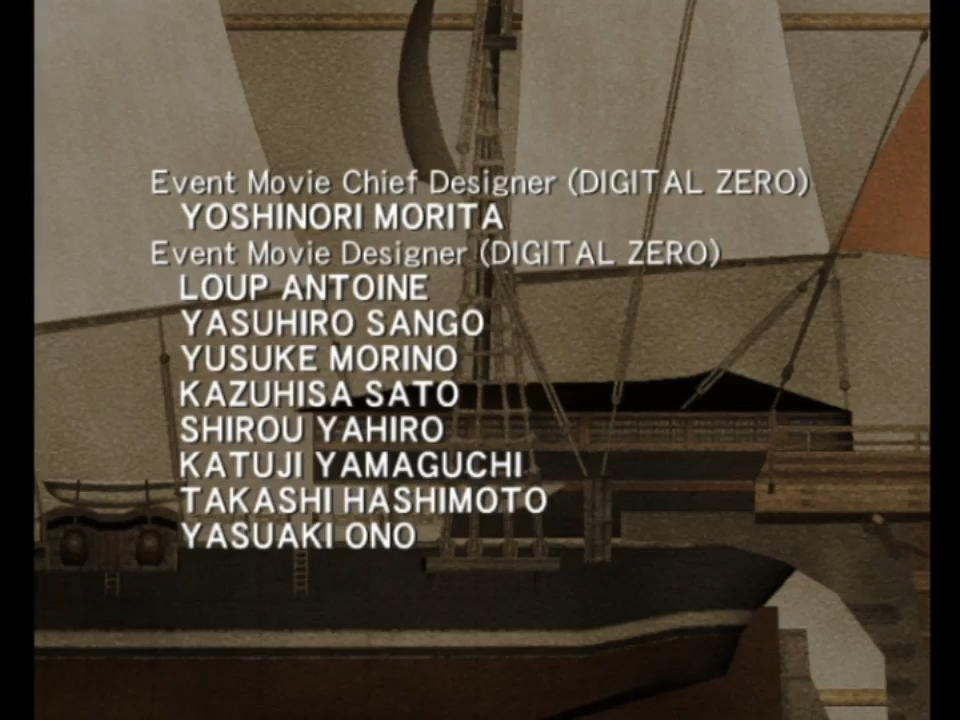 Event Movie Chief Designer (DIGITAL ZERO)
YOSHINORI MORITA
Event Movie Designer (DIGITAL ZERO)
LOUP ANTOINE
YASUHIRO SANGO
YUSUKE MORINO
KAZUHISA SATO
SHIROU YAHIRO
KATUJI YAMAGUCHI
TAKASHI HASHIMOTO
YASUAKI ONO